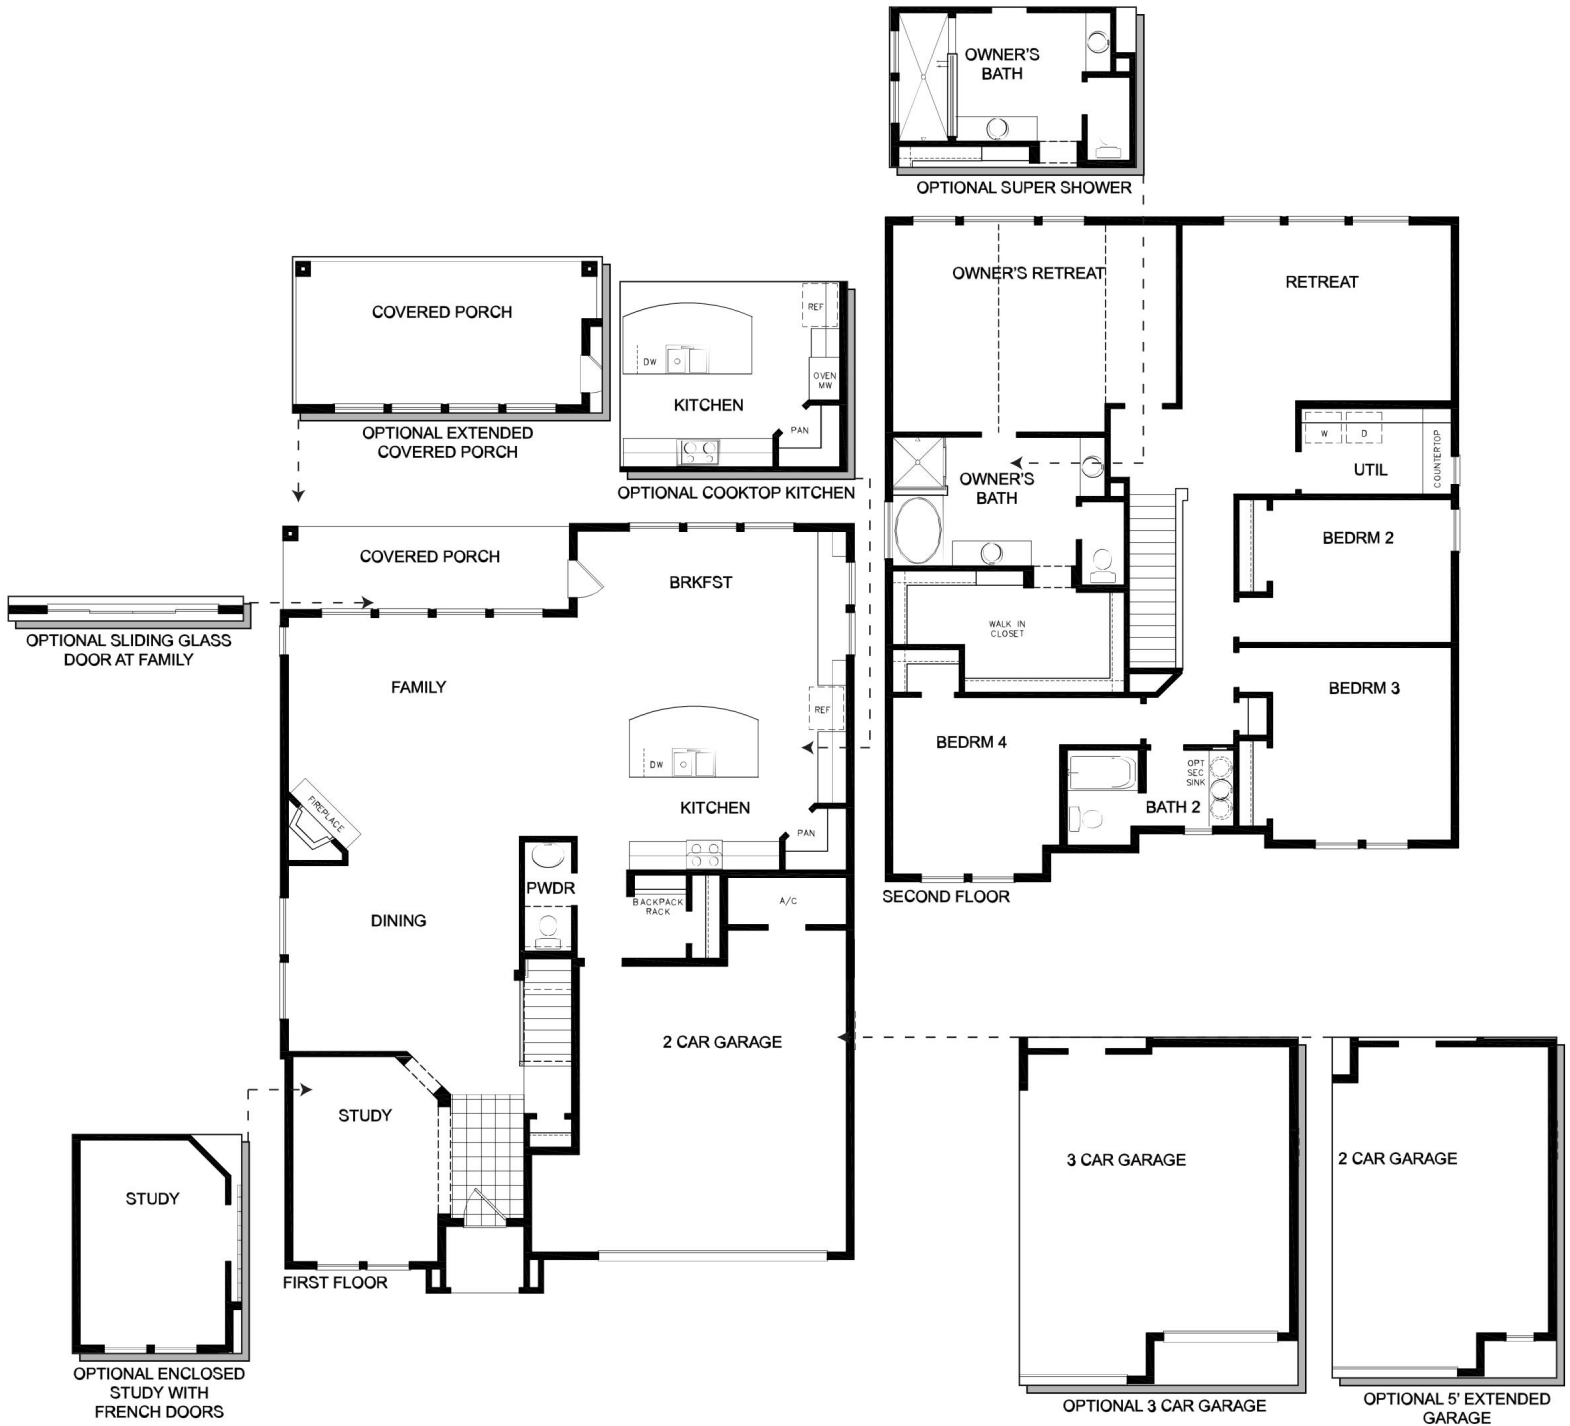 OWNER'S
BATH
OPTIONAL SUPER SHOWER
OWNER'S RETREAT
RETREAT
COVERED PORCH
OPTIONAL EXTENDED
COVERED PORCH
REF
DW
OVEN
MW
KITCHEN
PAN
OPTIONAL COOKTOP KITCHEN
W
D
COUNTERTOP
UTIL
OWNER'S
BATH
BEDRM 2
WALK IN
CLOSET
BEDRM 3
BEDRM 4
OPT
SEC
SINK
BATH 2
SECOND FLOOR
COVERED PORCH
BRKFST
OPTIONAL SLIDING GLASS
DOOR AT FAMILY
FAMILY
REF
DW
KITCHEN
FIREPLACE
PAN
PWDR
BACKPACK
RACK
A/C
DINING
2 CAR GARAGE
STUDY
FIRST FLOOR
STUDY
OPTIONAL ENCLOSED
STUDY WITH
FRENCH DOORS
3 CAR GARAGE
OPTIONAL 3 CAR GARAGE
2 CAR GARAGE
OPTIONAL 5' EXTENDED
GARAGE